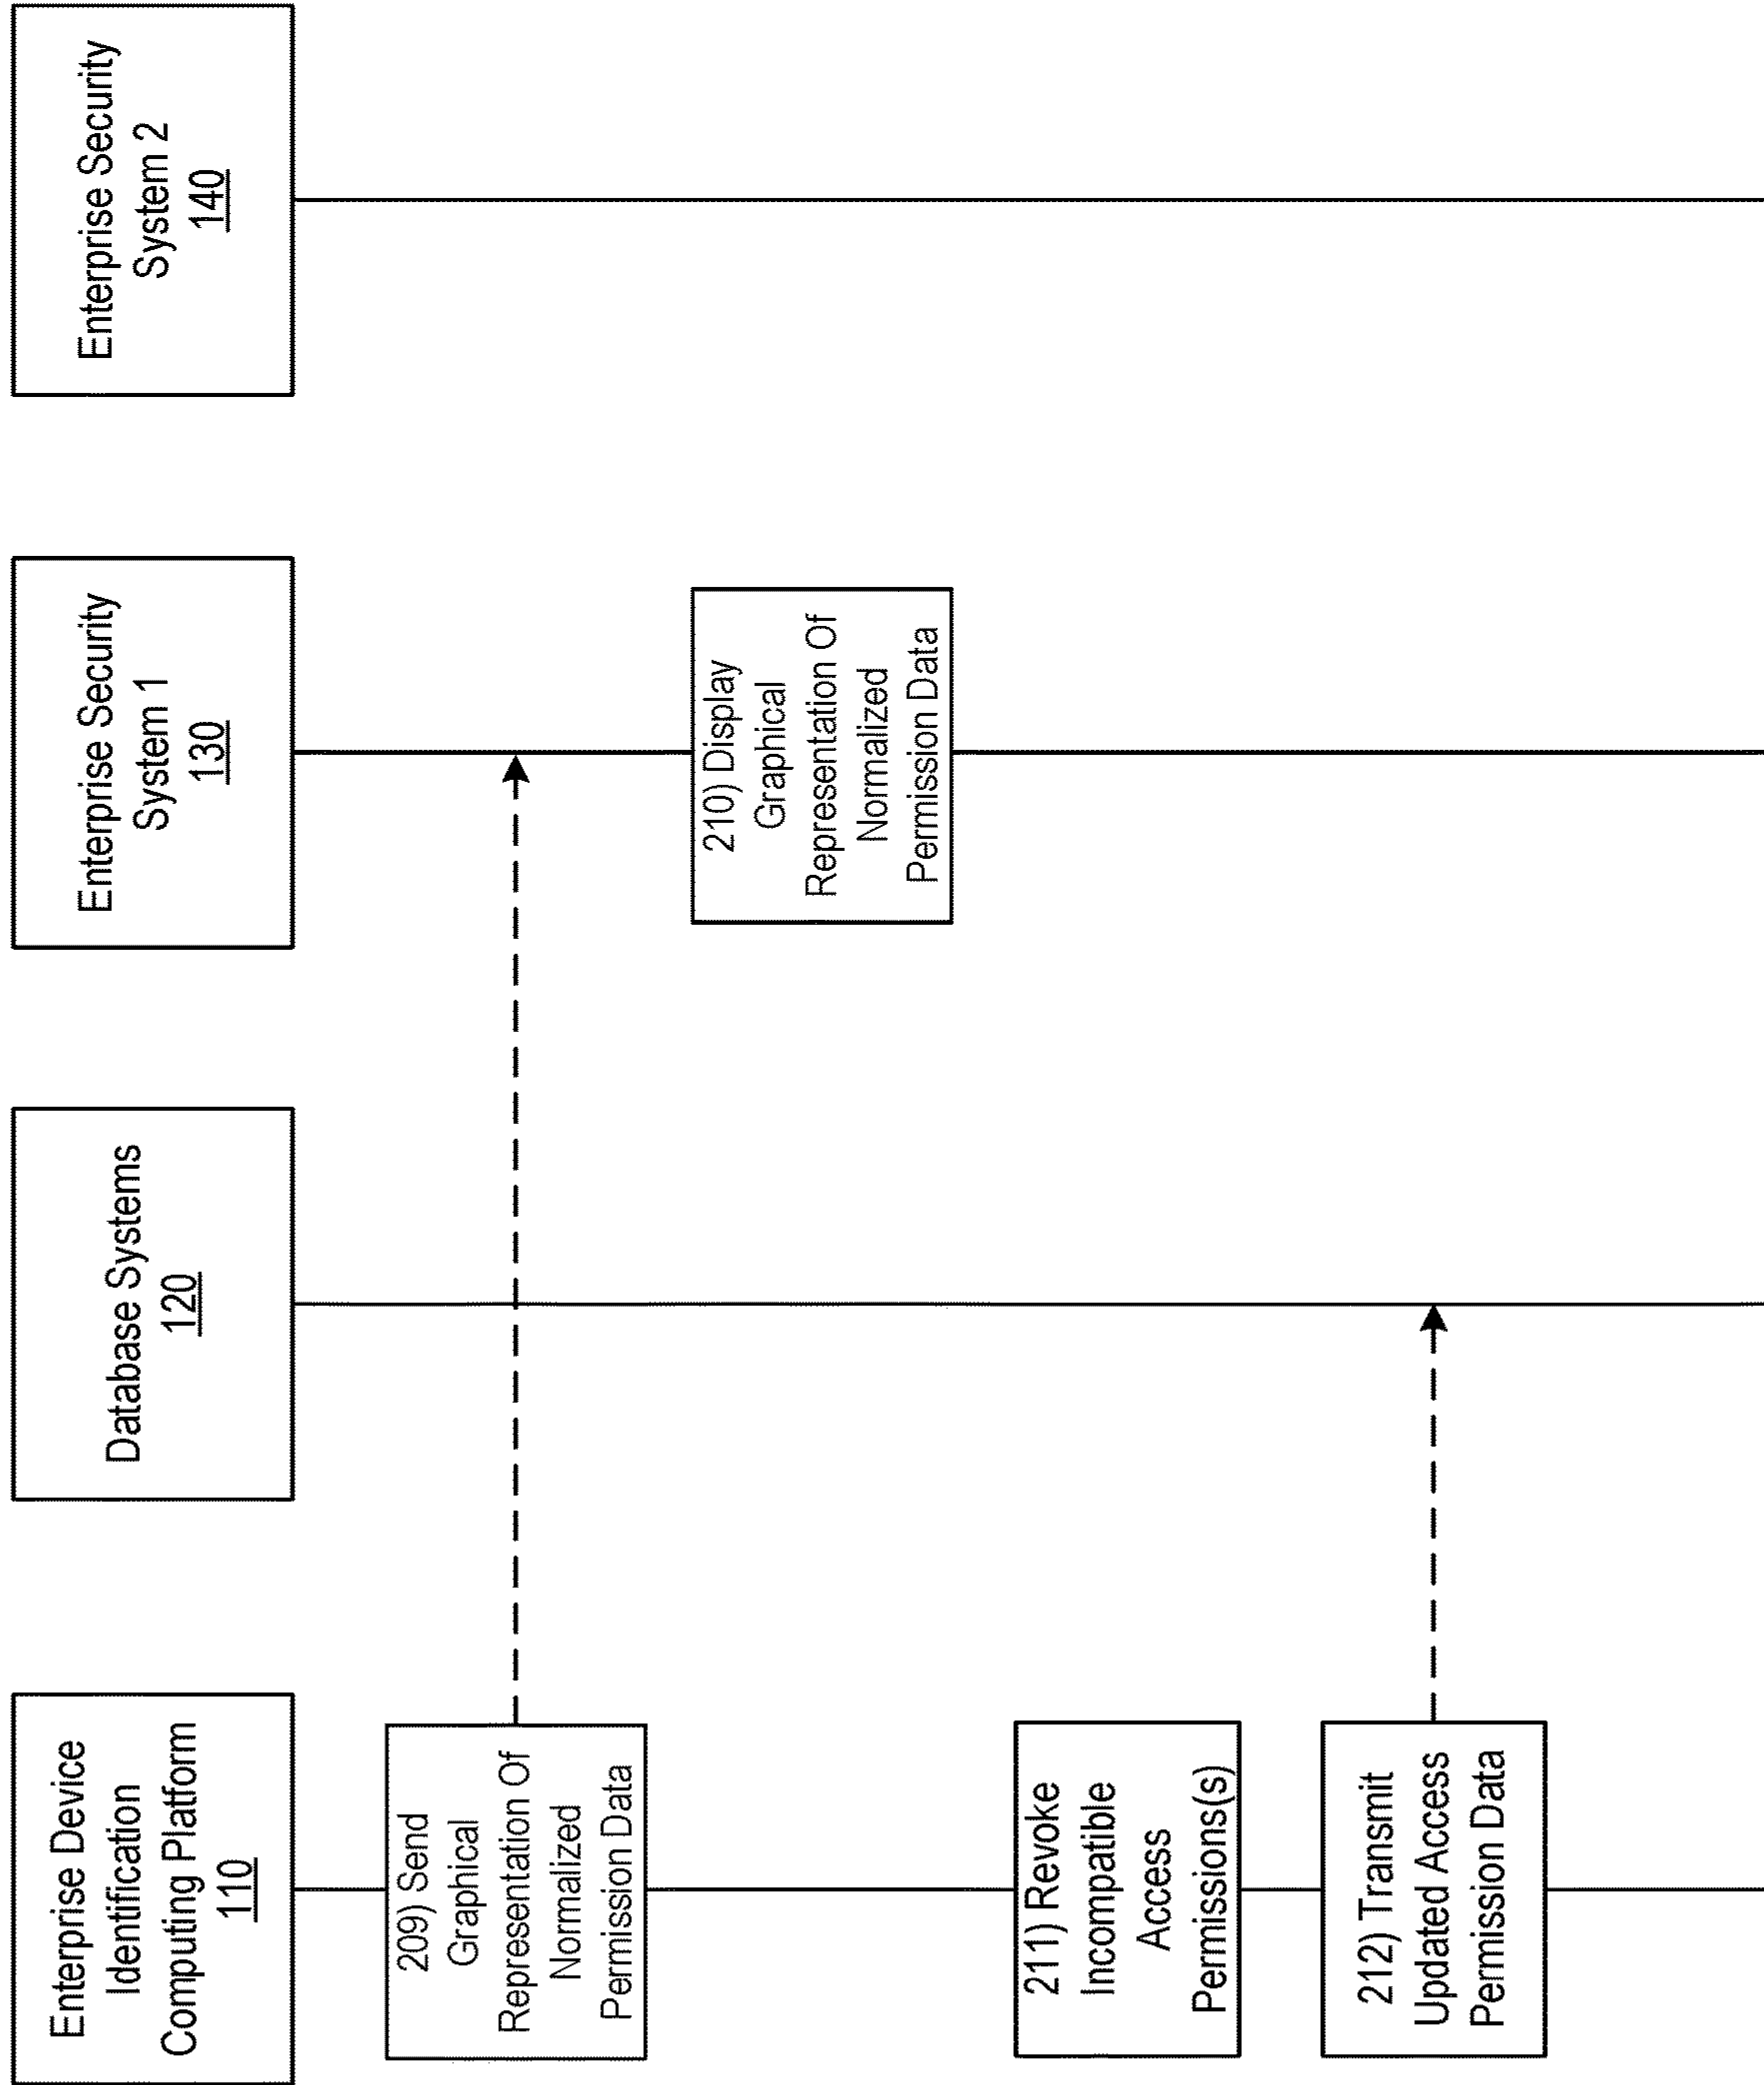 Enterprise Device
Identification
Computing Platform
110
Database Systems
120
Enterprise Security
System 1
130
Enterprise Security
System 2
140
209) Send
Graphical
Representation Of
Normalized
Permission Data
210) Display
Graphical
Representation Of
Normalized
Permission Data
211) Revoke
Incompatible
Access
Permissions(s)
212) Transmit
Updated Access
Permission Data